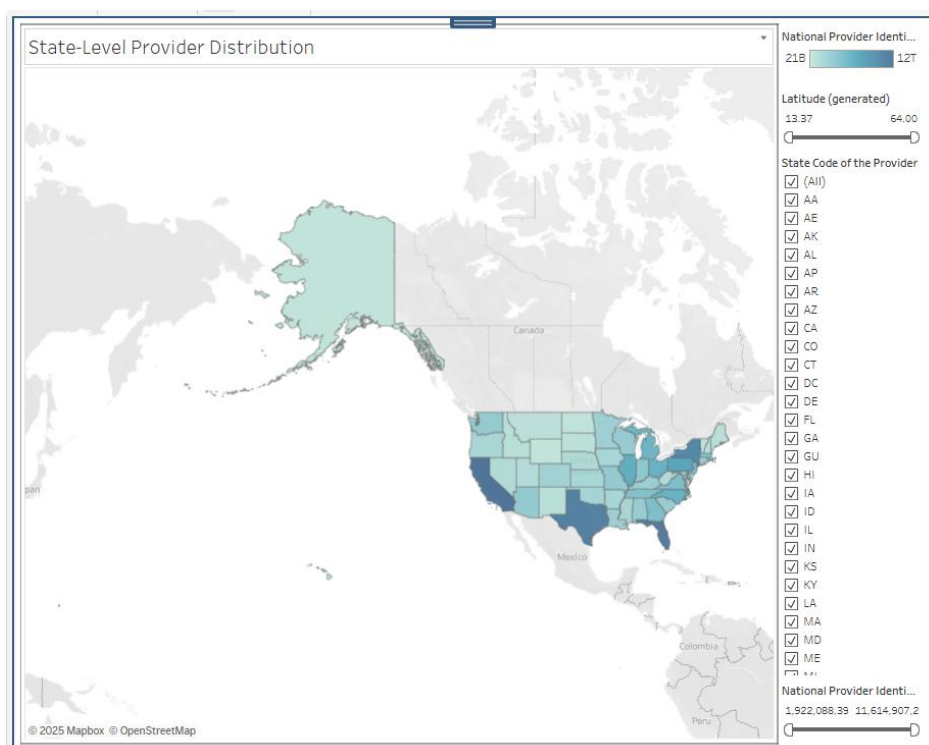 State-Level Provider Distribution
Canada
pan
Mexico
Colombia
Peru
© 2025 Mapbox © OpenStreetMap
National Provider Identi...
21B 12T
Latitude (generated)
13.37 64.00
State Code of the Provider
(All)
AA
AE
AK
AL
AP
AR
AZ
CA
CO
CT
DC
DE
FL
GA
GU
HI
IA
ID
IL
IN
KS
KY
LA
MA
MD
ME
National Provider Identi...
1,922,088,39 11,614,907,2